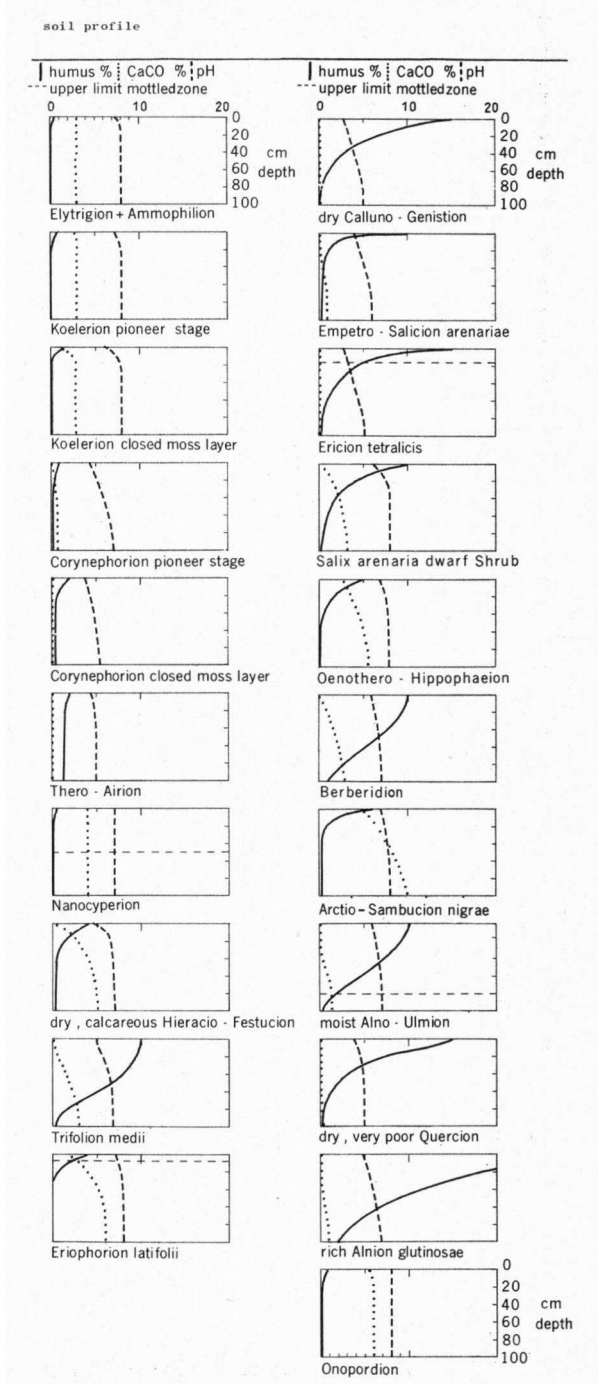 soil profile
humus % CaCO % pH
upper limit mottledzone
0 10 20
0
20
40 cm
60 depth
80
100
Elytrigion + Ammophilion
Koelerion pioneer stage
Koelerion closed moss layer
Corynephorion pioneer stage
Corynephorion closed moss layer
Thero - Airion
Nanocyperion
dry , calcareous Hieracio - Festucion
Trifolion medii
Eriophorion latifolii
humus % CaCO % pH
upper limit mottledzone
0 10 20
0
20
40 cm
60 depth
80
100
dry Calluno - Genistion
Empetro - Salicion arenariae
Ericion tetralicis
Salix arenaria dwarf Shrub
Oenothero - Hippophaeion
Berberidion
Arctio - Sambucion nigrae
moist Alno - Ulmion
dry , very poor Quercion
rich Alnion glutinosae
0
20
40 cm
60 depth
80
100
Onopordion